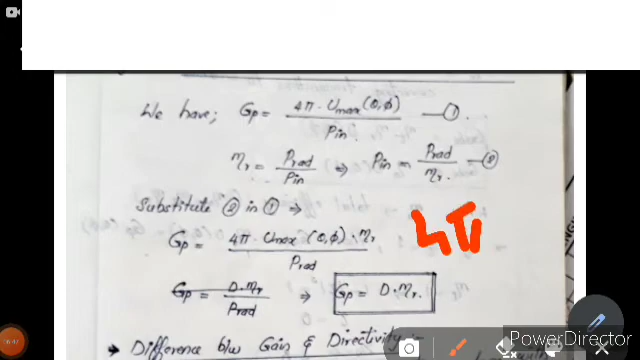 We have; Gp = 4π · Umax (θ, ϕ) / Pin —①.
ηr = Prad / Pin ⇒ Pin = Prad / ηr —②
Substitute ② in ① ⇒
Gp = 4π · Umax (θ, ϕ) · ηr / Prad
4π
Gp = D·ηr / Prad ⇒ Gp = D·ηr.
→ Difference b/w Gain & Directivity :-
PowerDirector